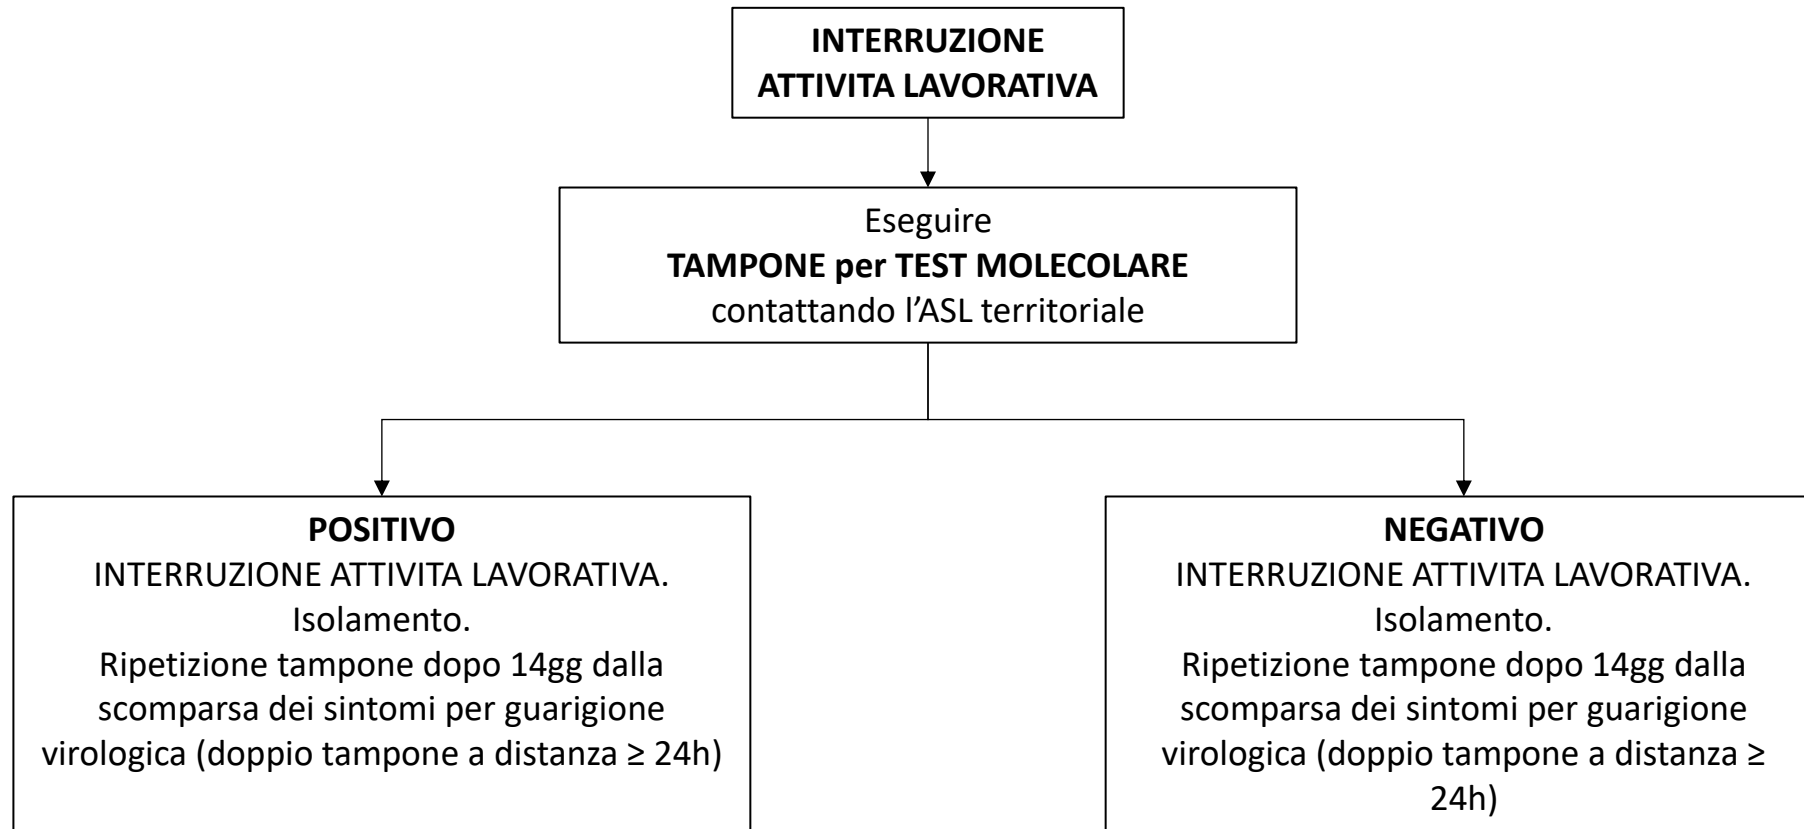 INTERRUZIONE
ATTIVITA LAVORATIVA
Eseguire
TAMPONE per TEST MOLECOLARE
contattando l’ASL territoriale
POSITIVO
INTERRUZIONE ATTIVITA LAVORATIVA.
Isolamento.
Ripetizione tampone dopo 14gg dalla
scomparsa dei sintomi per guarigione
virologica (doppio tampone a distanza ≥ 24h)
NEGATIVO
INTERRUZIONE ATTIVITA LAVORATIVA.
Isolamento.
Ripetizione tampone dopo 14gg dalla
scomparsa dei sintomi per guarigione
virologica (doppio tampone a distanza ≥
24h)